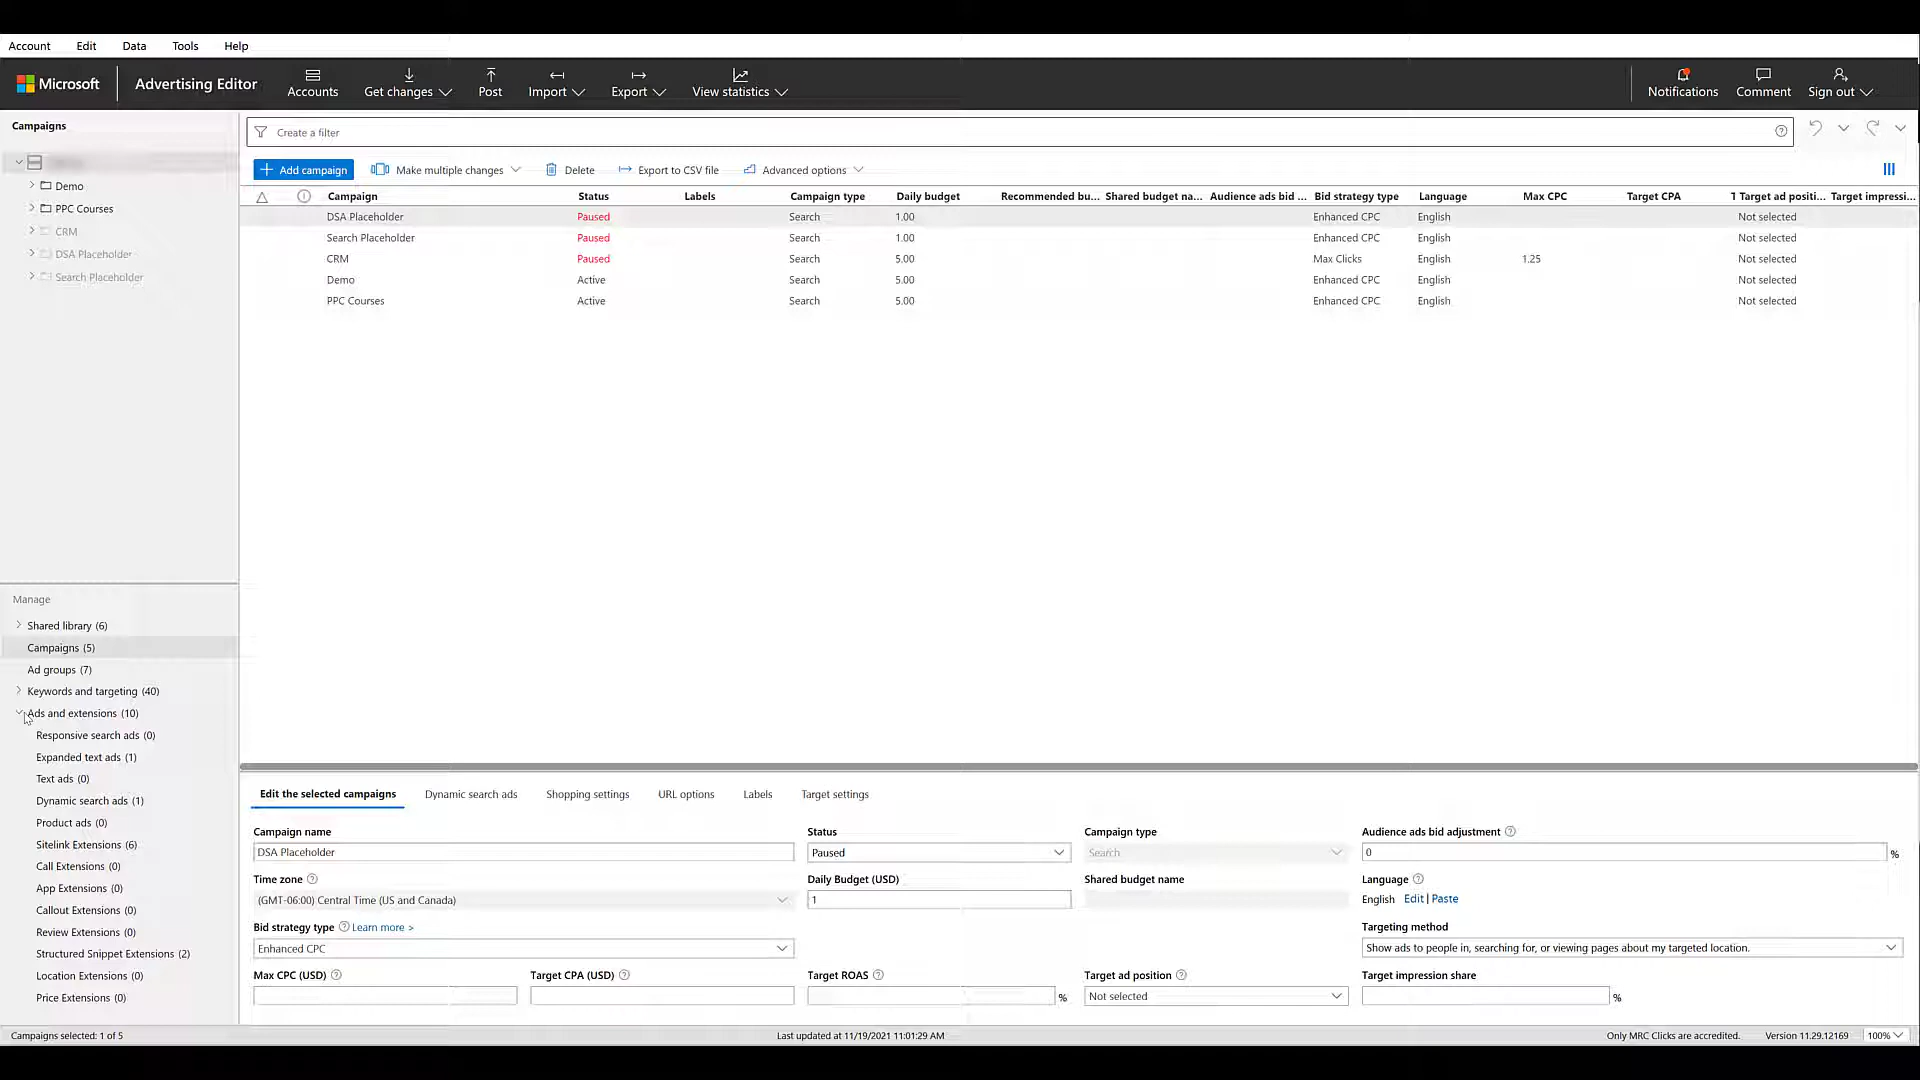 Account Edit Data Tools Help
Microsoft Advertising Editor Accounts Get changes Post Import Export View statistics Notifications Comment Sign out
Campaigns
Create a filter
Add campaign Make multiple changes Delete Export to CSV file Advanced options
Demo
PPC Courses
CRM
DSA Placeholder
Search Placeholder
Campaign Status Labels Campaign type Daily budget Recommended bu... Shared budget na... Audience ads bid ... Bid strategy type Language Max CPC Target CPA T Target ad positi... Target impressi...
DSA Placeholder Paused Search 1.00 Enhanced CPC English Not selected
Search Placeholder Paused Search 1.00 Enhanced CPC English Not selected
CRM Paused Search 5.00 Max Clicks English 1.25 Not selected
Demo Active Search 5.00 Enhanced CPC English Not selected
PPC Courses Active Search 5.00 Enhanced CPC English Not selected
Manage
Shared library (6)
Campaigns (5)
Ad groups (7)
Keywords and targeting (40)
Ads and extensions (10)
Responsive search ads (0)
Expanded text ads (1)
Text ads (0)
Dynamic search ads (1)
Product ads (0)
Sitelink Extensions (6)
Call Extensions (0)
App Extensions (0)
Callout Extensions (0)
Review Extensions (0)
Structured Snippet Extensions (2)
Location Extensions (0)
Price Extensions (0)
Edit the selected campaigns Dynamic search ads Shopping settings URL options Labels Target settings
Campaign name Status Campaign type Audience ads bid adjustment
DSA Placeholder Paused Search 0 %
Time zone Daily Budget (USD) Shared budget name Language
(GMT-06:00) Central Time (US and Canada) 1 English Edit | Paste
Bid strategy type Learn more > Targeting method
Enhanced CPC Show ads to people in, searching for, or viewing pages about my targeted location.
Max CPC (USD) Target CPA (USD) Target ROAS Target ad position Target impression share
% Not selected %
Campaigns selected: 1 of 5 Last updated at 11/19/2021 11:01:29 AM Only MRC Clicks are accredited. Version 11.29.12169 100%